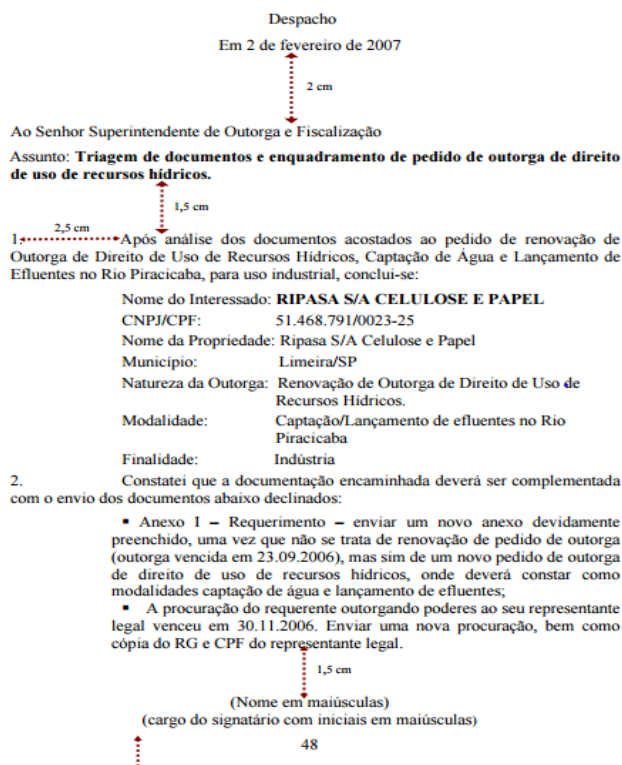 Despacho
Em 2 de fevereiro de 2007
2 cm
Ao Senhor Superintendente de Outorga e Fiscalização
Assunto: Triagem de documentos e enquadramento de pedido de outorga de direito
de uso de recursos hídricos.
1,5 cm
2,5 cm
1. Após análise dos documentos acostados ao pedido de renovação de
Outorga de Direito de Uso de Recursos Hídricos, Captação de Água e Lançamento de
Efluentes no Rio Piracicaba, para uso industrial, conclui-se:
Nome do Interessado: RIPASA S/A CELULOSE E PAPEL
CNPJ/CPF: 51.468.791/0023-25
Nome da Propriedade: Ripasa S/A Celulose e Papel
Município: Limeira/SP
Natureza da Outorga: Renovação de Outorga de Direito de Uso de
Recursos Hídricos.
Modalidade: Captação/Lançamento de efluentes no Rio
Piracicaba
Finalidade: Indústria
2. Constatei que a documentação encaminhada deverá ser complementada
com o envio dos documentos abaixo declinados:
▪ Anexo I – Requerimento – enviar um novo anexo devidamente
preenchido, uma vez que não se trata de renovação de pedido de outorga
(outorga vencida em 23.09.2006), mas sim de um novo pedido de outorga
de direito de uso de recursos hídricos, onde deverá constar como
modalidades captação de água e lançamento de efluentes;
▪ A procuração do requerente outorgando poderes ao seu representante
legal venceu em 30.11.2006. Enviar uma nova procuração, bem como
cópia do RG e CPF do representante legal.
1,5 cm
(Nome em maiúsculas)
(cargo do signatário com iniciais em maiúsculas)
48